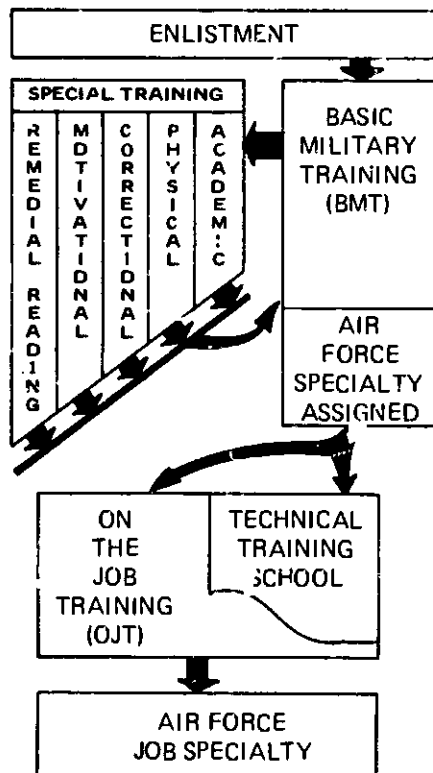 ENLISTMENT
SPECIAL TRAINING
REMEDIAL READING
MOTIVATIONAL
CORRECTIONAL
PHYSICAL
ACADEMIC
BASIC
MILITARY
TRAINING
(BMT)
AIR
FORCE
SPECIALTY
ASSIGNED
ON
THE
JOB
TRAINING
(OJT)
TECHNICAL
TRAINING
SCHOOL
AIR FORCE
JOB SPECIALTY